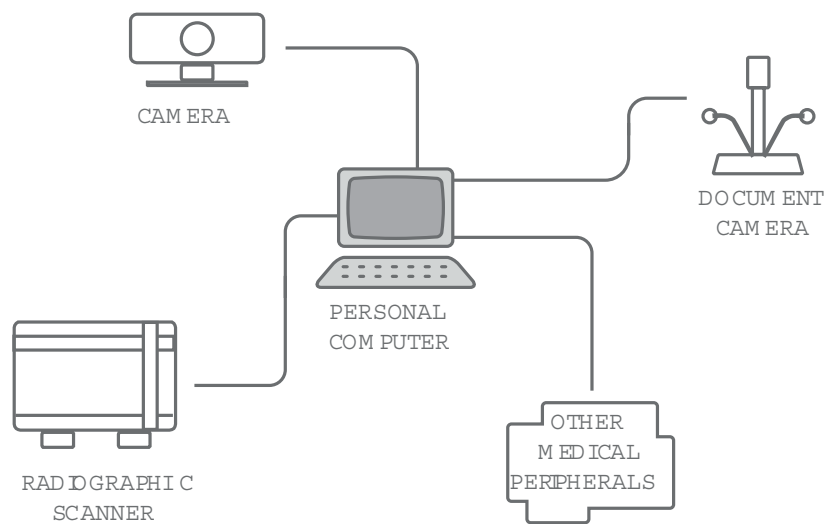 CAMERA
DOCUMENT
CAMERA
PERSONAL
COMPUTER
OTHER
MEDICAL
PERIPHERALS
RADIOGRAPHIC
SCANNER